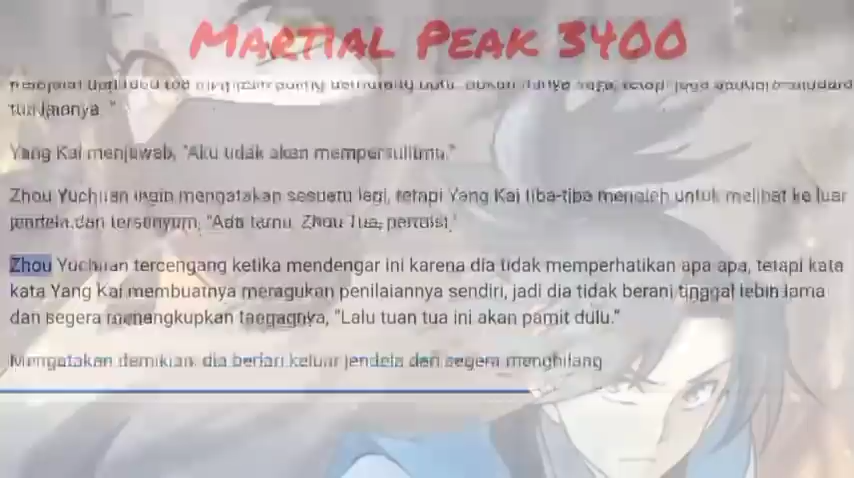 MARTIAL PEAK 3400
tua lamanya."
Yang Kai menjawab, "Aku tidak akan mempersulitmu."
Zhou Yuchuan ingin mengatakan sesuatu lagi, tetapi Yang Kai tiba-tiba menoleh untuk melihat ke luar
jendela dan tersenyum, "Ada tamu. Zhou Tua,
Zhou Yuchuan tercengang ketika mendengar ini karena dia tidak memperhatikan apa-apa, tetapi kata
kata Yang Kai membuatnya meragukan penilaiannya sendiri, jadi dia tidak berani tinggal lebih lama
dan segera menangkupkan "Lalu tuan tua ini akan pamit dulu."
Mengatakan demikian, dia berlari keluar jendela dan segera menghilang